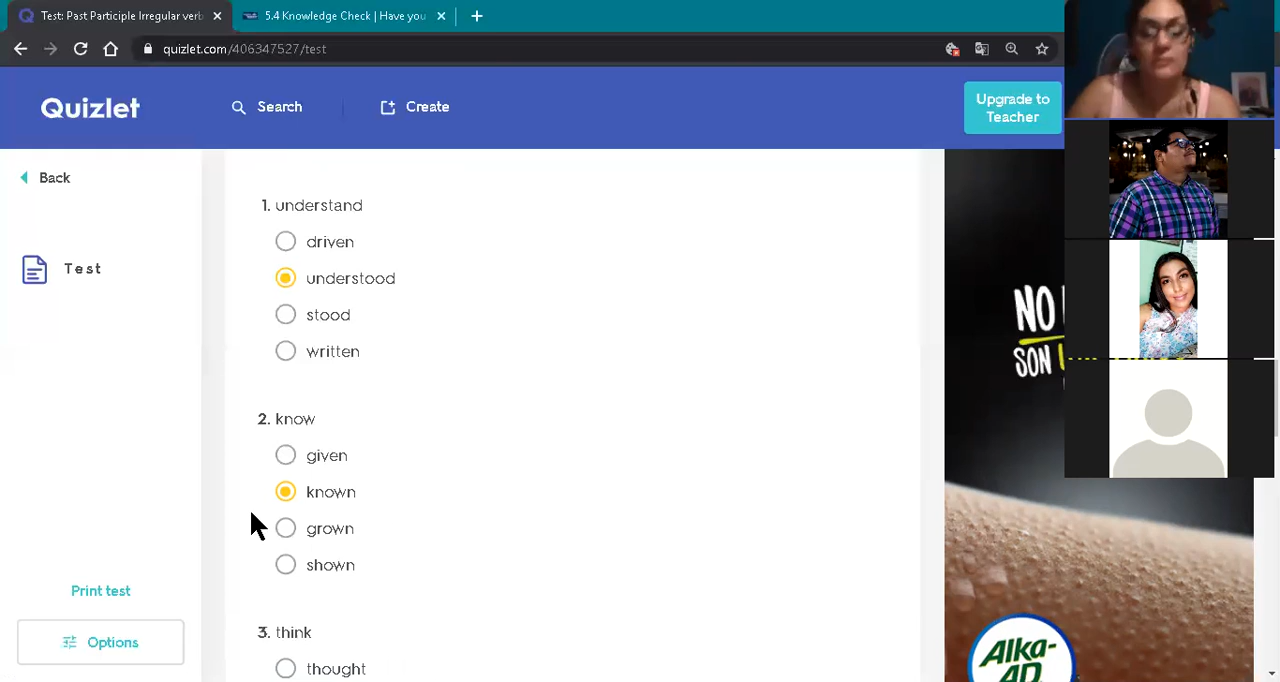 Test: Past Participle Irregular verb
5.4 Knowledge Check | Have you
quizlet.com/406347527/test
Quizlet
Search
Create
Upgrade to
Teacher
Back
Test
1. understand
driven
understood
stood
written
2. know
given
known
grown
shown
3. think
thought
Print test
Options
NO
SON
Alka-
AD